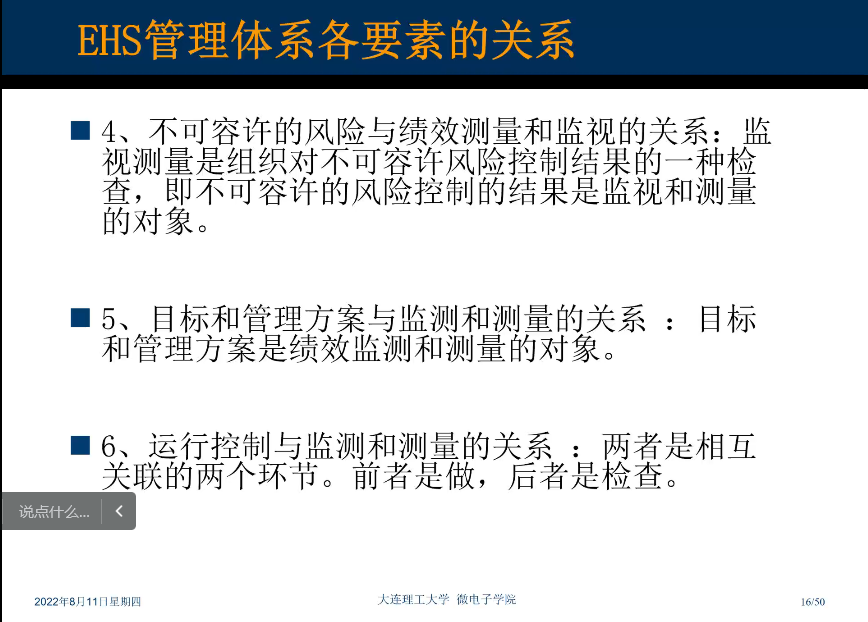 EHS管理体系各要素的关系
4、不可容许的风险与绩效测量和监视的关系：监
视测量是组织对不可容许风险控制结果的一种检
查，即不可容许的风险控制的结果是监视和测量
的对象。
5、目标和管理方案与监测和测量的关系 ：目标
和管理方案是绩效监测和测量的对象。
6、运行控制与监测和测量的关系 ：两者是相互
关联的两个环节。前者是做，后者是检查。
说点什么...
2022年8月11日星期四
大连理工大学 微电子学院
16/50